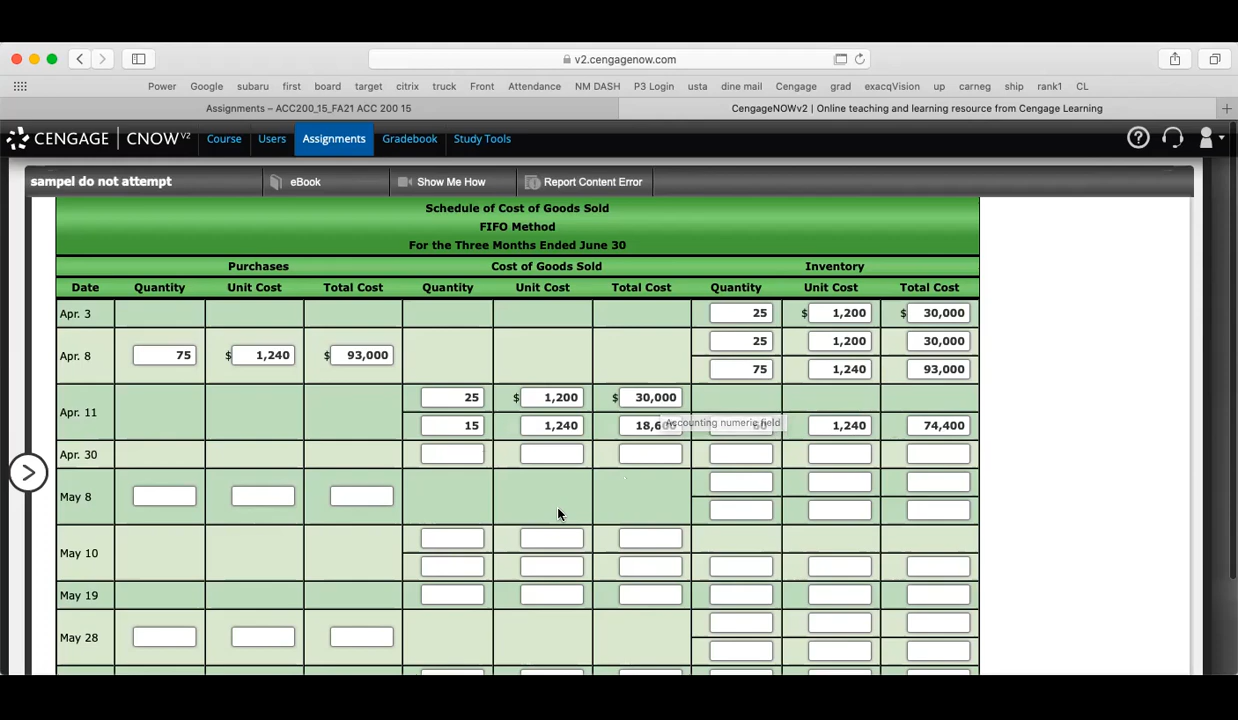 v2.cengagenow.com
Power Google subaru first board target citrix truck Front Attendance NM DASH P3 Login usta dine mail Cengage grad exacqVision up carneg ship rank1 CL
Assignments – ACC200_15_FA21 ACC 200 15
CengageNOWv2 | Online teaching and learning resource from Cengage Learning
CENGAGE | CNOWV2 Course Users Assignments Gradebook Study Tools
sampel do not attempt eBook Show Me How Report Content Error
Schedule of Cost of Goods Sold
FIFO Method
For the Three Months Ended June 30
Purchases Cost of Goods Sold Inventory
Date Quantity Unit Cost Total Cost Quantity Unit Cost Total Cost Quantity Unit Cost Total Cost
Apr. 3 25 $ 1,200 $ 30,000
25 1,200 30,000
Apr. 8 75 $ 1,240 $ 93,000
75 1,240 93,000
25 $ 1,200 $ 30,000
Apr. 11
15 1,240 Accounting numeric field 1,240 74,400
Apr. 30
May 8
May 10
May 19
May 28